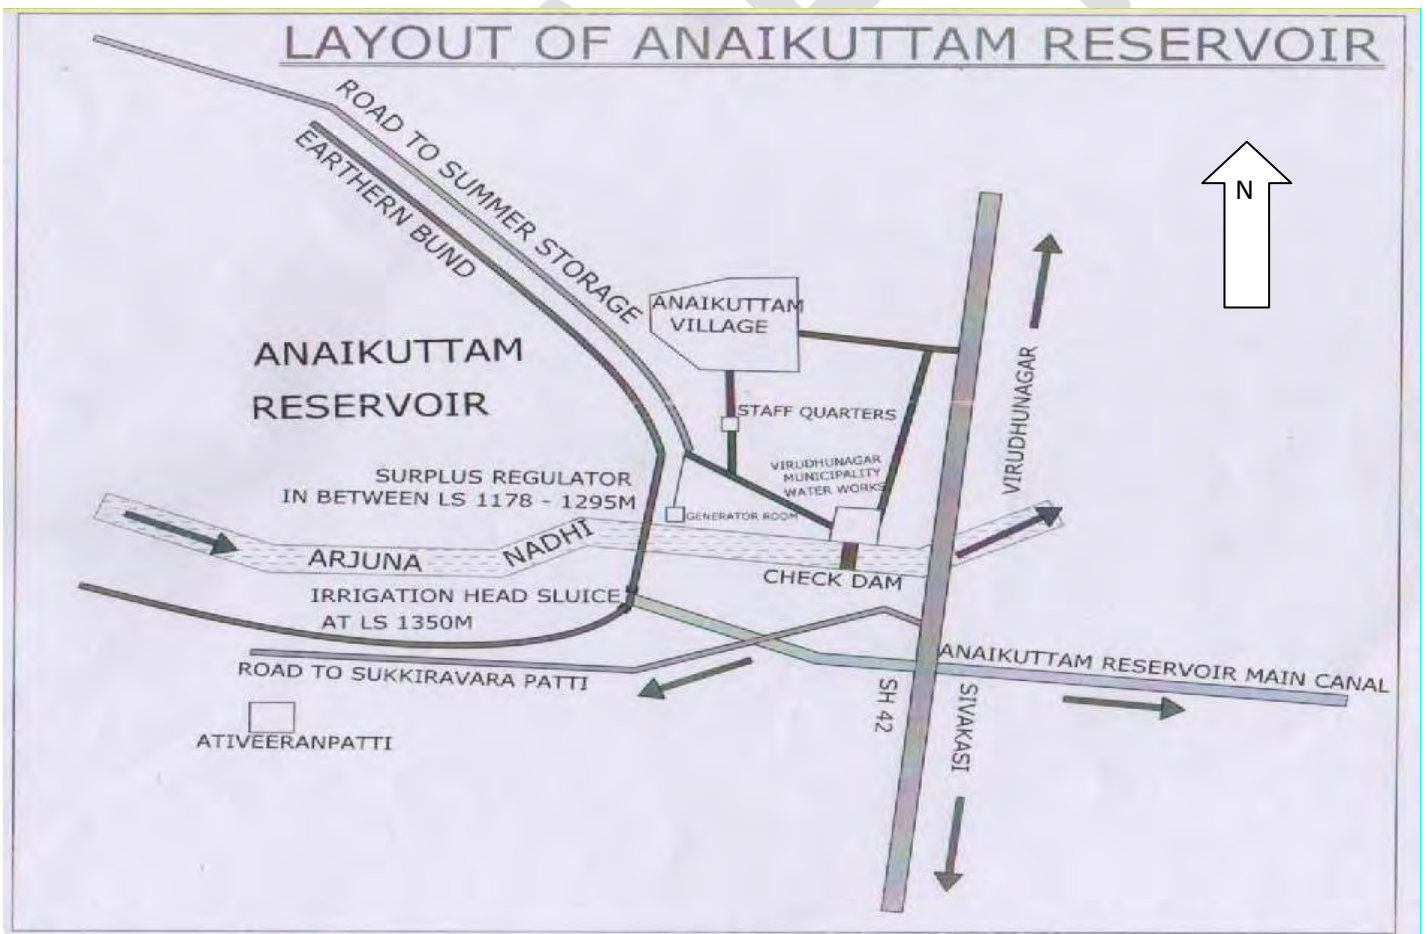 LAYOUT OF ANAIKUTTAM RESERVOIR
N
ROAD TO SUMMER STORAGE
EARTHERN BUND
ANAIKUTTAM
VILLAGE
ANAIKUTTAM
RESERVOIR
STAFF QUARTERS
VIRUDHUNAGAR
VIRUDHUNAGAR
MUNICIPALITY
WATER WORKS
SURPLUS REGULATOR
IN BETWEEN LS 1178 - 1295M
GENERATOR ROOM
ARJUNA
NADHI
CHECK DAM
IRRIGATION HEAD SLUICE
AT LS 1350M
ANAIKUTTAM RESERVOIR MAIN CANAL
ROAD TO SUKKIRAVARA PATTI
SH 42
SIVAKASI
ATIVEERANPATTI